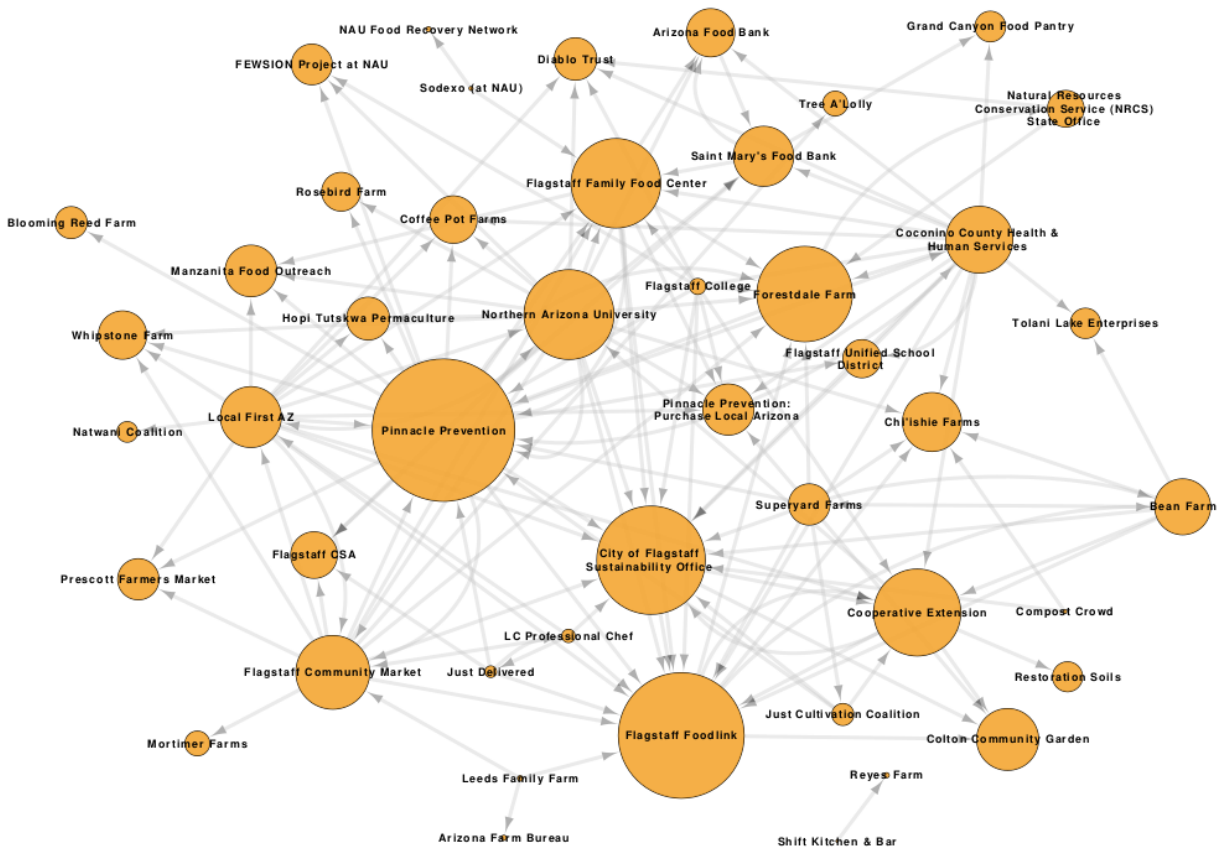 NAU Food Recovery Network
Arizona Food Bank
Grand Canyon Food Pantry
FEWSION Project at NAU
Diablo Trust
Sodexo (at NAU)
Tree A'Lolly
Natural Resources
Conservation Service (NRCS)
State Office
Saint Mary's Food Bank
Flagstaff Family Food Center
Rosebird Farm
Blooming Reed Farm
Coffee Pot Farms
Coconino County Health &
Human Services
Manzanita Food Outreach
Flagstaff College
Forestdale Farm
Hopi Tutskwa Permaculture
Northern Arizona University
Tolani Lake Enterprises
Whipstone Farm
Flagstaff Unified School
District
Pinnacle Prevention:
Purchase Local Arizona
Local First AZ
Chi'ishie Farms
Natwani Coalition
Pinnacle Prevention
Superyard Farms
Bean Farm
Flagstaff CSA
City of Flagstaff
Sustainability Office
Prescott Farmers Market
Cooperative Extension
Compost Crowd
LC Professional Chef
Flagstaff Community Market
Just Delivered
Restoration Soils
Just Cultivation Coalition
Flagstaff Foodlink
Colton Community Garden
Mortimer Farms
Leeds Family Farm
Reyes Farm
Arizona Farm Bureau
Shift Kitchen & Bar